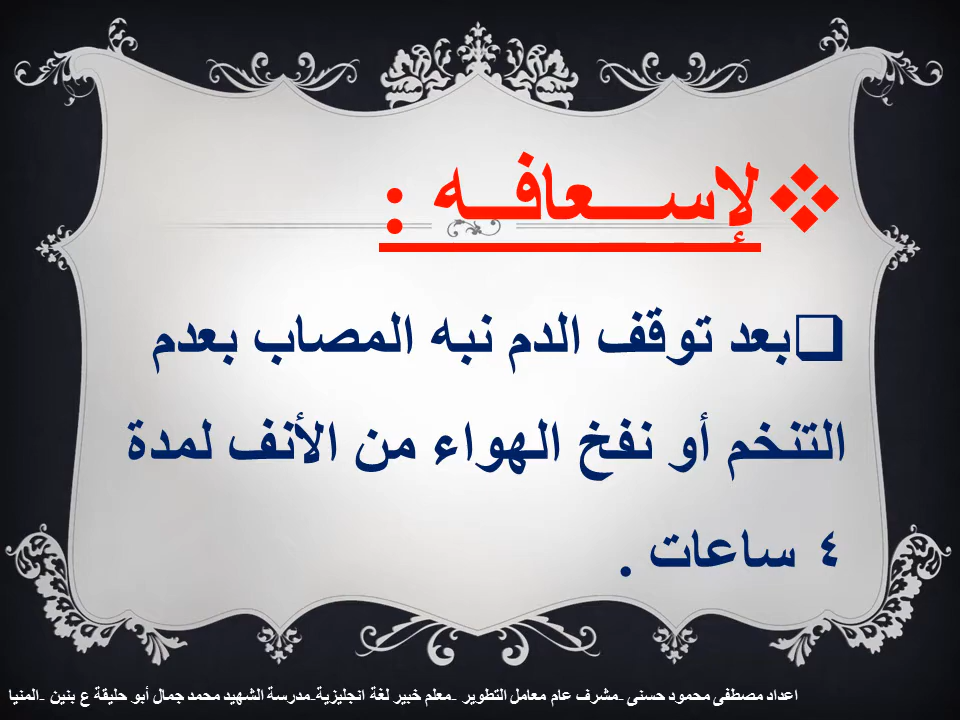 ❖لإســـعافــه :
❑بعد توقف الدم نبه المصاب بعدم
التنخم أو نفخ الهواء من الأنف لمدة
٤ ساعات .
اعداد مصطفى محمود حسنى -مشرف عام معامل التطوير -معلم خبير لغة انجليزية-مدرسة الشهيد محمد جمال أبو حليقة ع بنين -المنيا